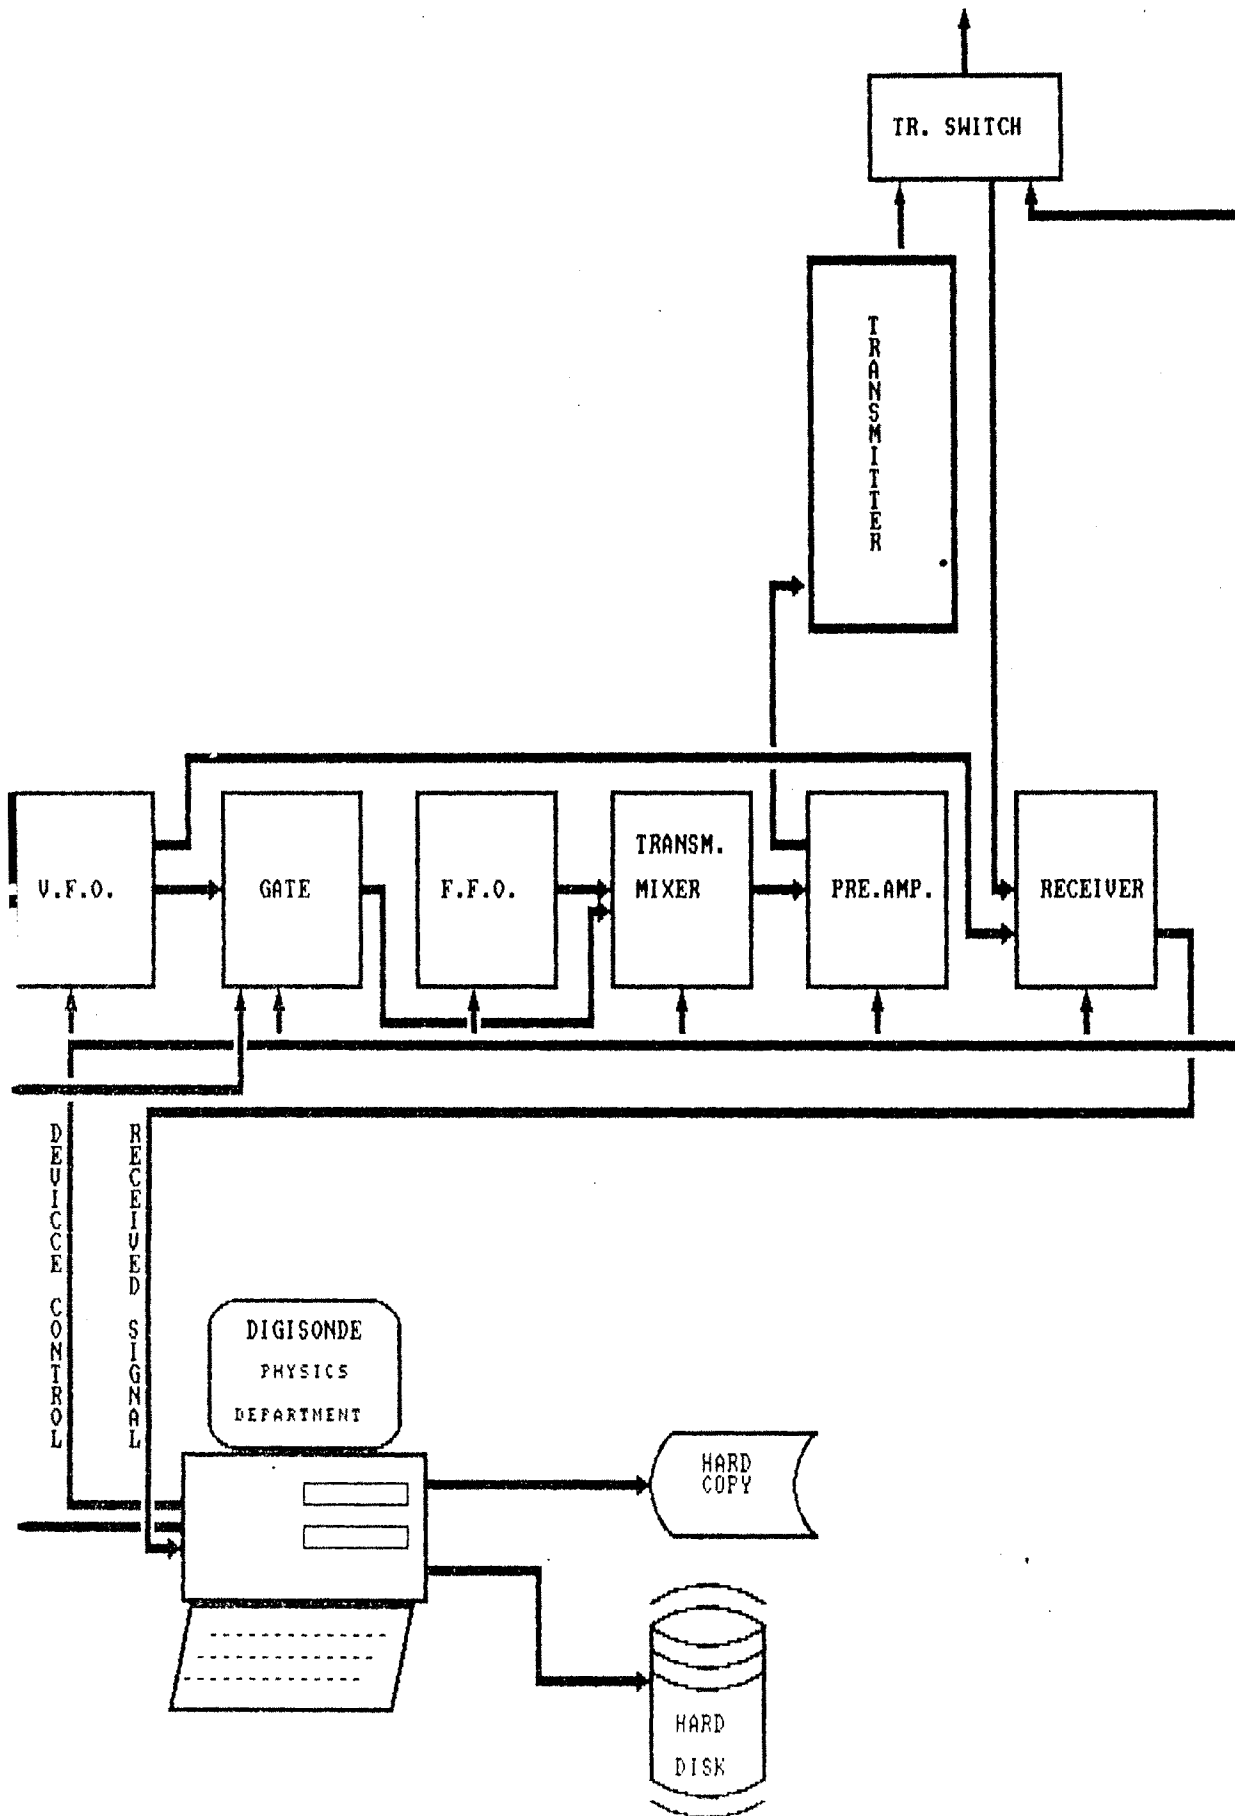 TR. SWITCH
TRANSMITTER
V.F.O.
GATE
F.F.O.
TRANSM.
MIXER
PRE.AMP.
RECEIVER
DEVICCE CONTROL
RECEIVED SIGNAL
DIGISONDE
PHYSICS
DEPARTMENT
HARD
COPY
HARD
DISK